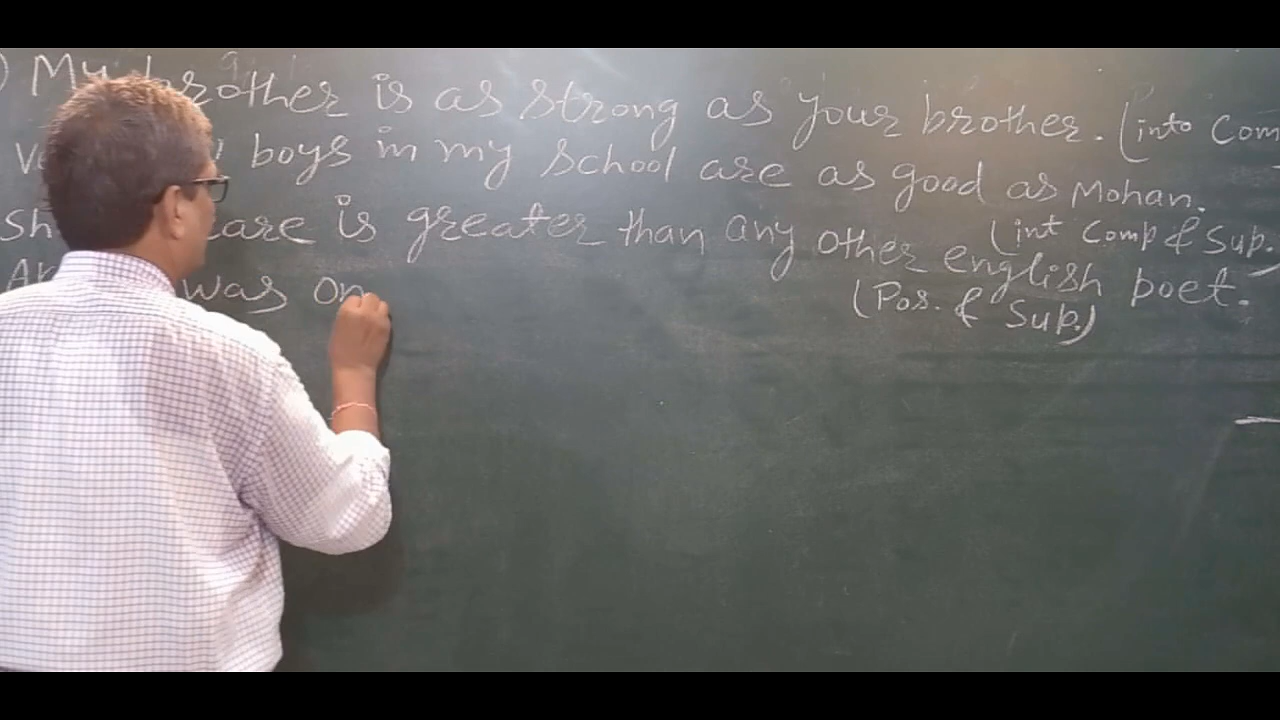 ) My brother is as strong as your brother. (into Com
boys in my school are as good as Mohan.
(int Comp & Sup.)
is greater than any other english poet.
(Pos. & Sup.)
was on